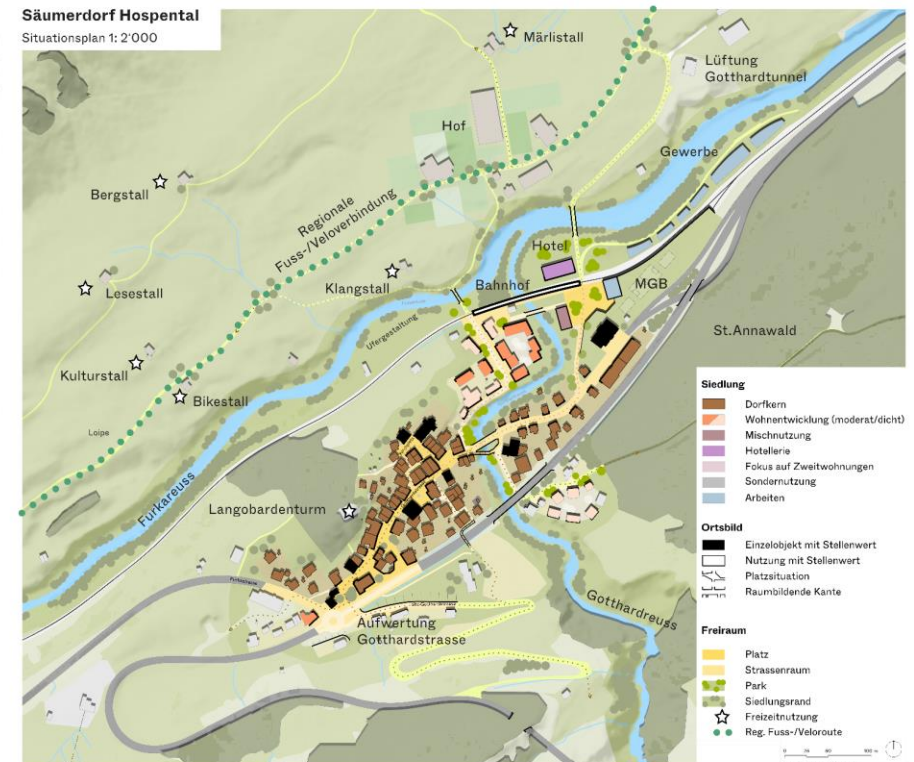 Säumerdorf Hospental
Situationsplan 1: 2'000
Märlistall
Lüftung
Gotthardtunnel
Hof
Gewerbe
Bergstall
Regionale
Fuss-/Veloverbindung
Hotel
Lesestall
Klangstall
Bahnhof
MGB
Ufergestaltung
St.Annawald
Kulturstall
Bikestall
Loipe
Furkareuss
Langobardenturm
Gotthardreuss
Aufwertung
Gotthardstrasse
Siedlung
Dorfkern
Wohnentwicklung (moderat/dicht)
Mischnutzung
Hotellerie
Fokus auf Zweitwohnungen
Sondernutzung
Arbeiten
Ortsbild
Einzelobjekt mit Stellenwert
Nutzung mit Stellenwert
Platzsituation
Raumbildende Kante
Freiraum
Platz
Strassenraum
Park
Siedlungsrand
Freizeitnutzung
Reg. Fuss-/Veloroute